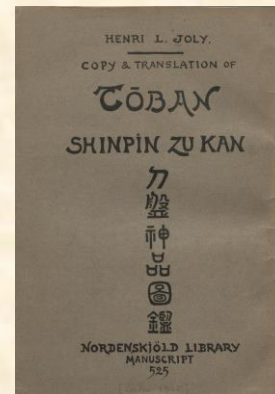 HENRI L. JOLY.
COPY & TRANSLATION OF
TŌBAN
SHINPIN ZU KAN
刀
盤
神
品
圖
鑑
NORDENSKIÖLD LIBRARY
MANUSCRIPT
525